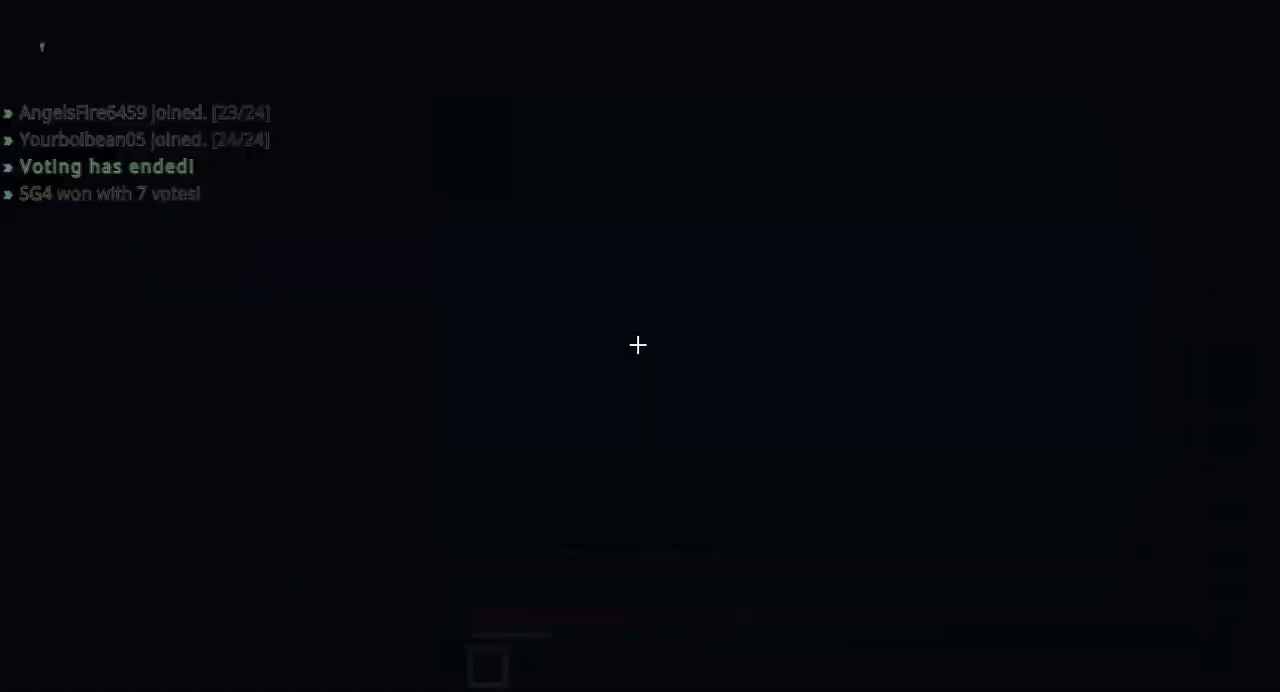 » AngelsFire6459 joined. [23/24]
» Yourboibean05 joined. [24/24]
» Voting has ended!
» SG4 won with 7 votes!